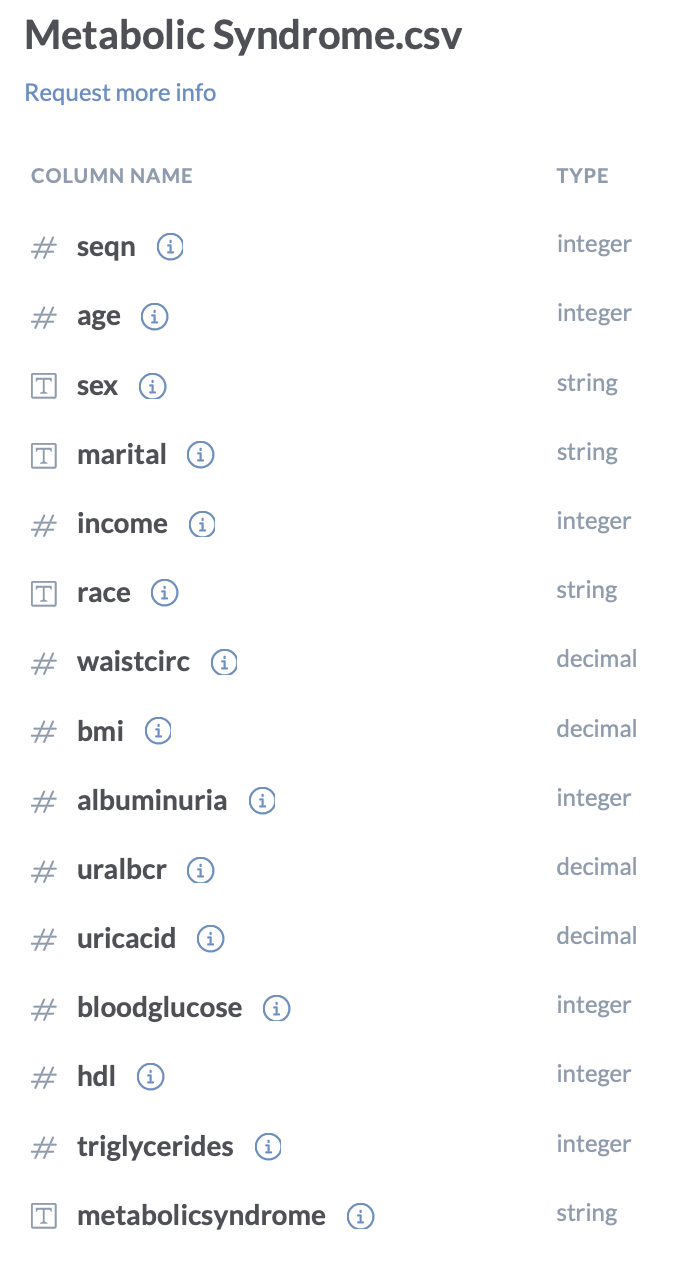 Metabolic Syndrome.csv
Request more info
COLUMN NAME TYPE
# seqn integer
# age integer
T sex string
T marital string
# income integer
T race string
# waistcirc decimal
# bmi decimal
# albuminuria integer
# uralbcr decimal
# uricacid decimal
# bloodglucose integer
# hdl integer
# triglycerides integer
T metabolicsyndrome string